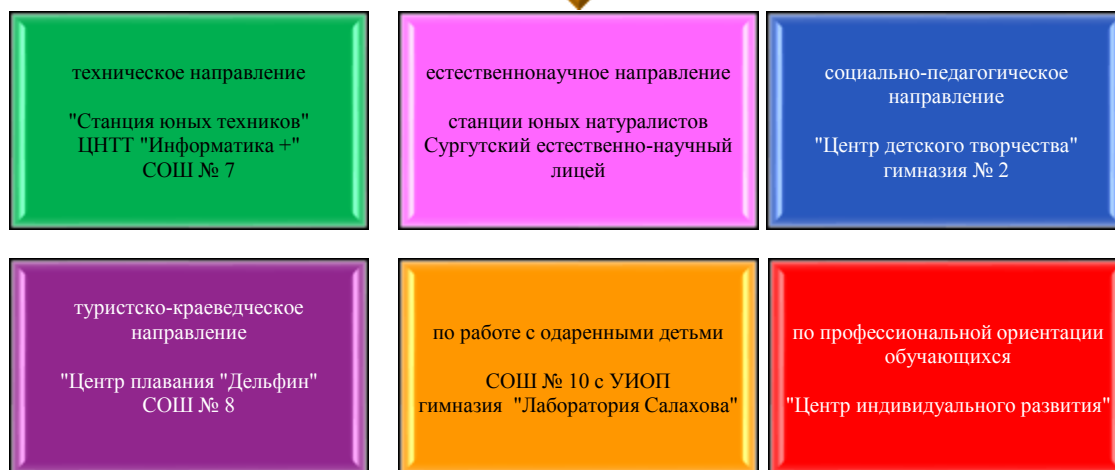 техническое направление
"Станция юных техников"
ЦНТТ "Информатика +"
СОШ № 7
естественнонаучное направление
станции юных натуралистов
Сургутский естественно-научный
лицей
социально-педагогическое
направление
"Центр детского творчества"
гимназия № 2
туристско-краеведческое
направление
"Центр плавания "Дельфин"
СОШ № 8
по работе с одаренными детьми
СОШ № 10 с УИОП
гимназия "Лаборатория Салахова"
по профессиональной ориентации
обучающихся
"Центр индивидуального развития"